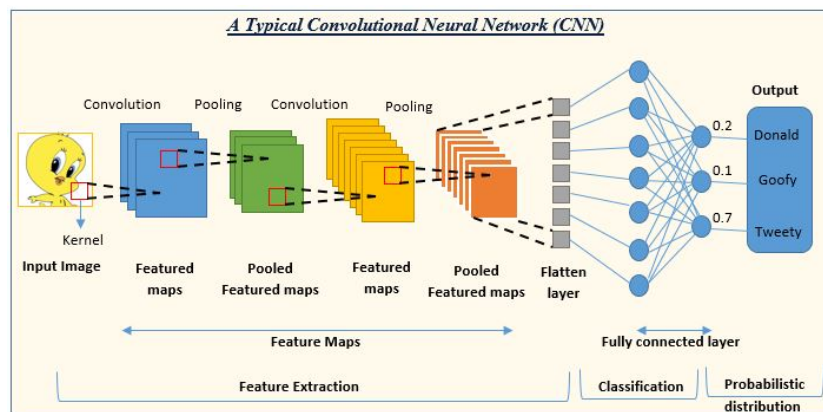 A Typical Convolutional Neural Network (CNN)
Convolution
Pooling
Convolution
Pooling
Output
0.2
Donald
0.1
Goofy
0.7
Tweety
Kernel
Input Image
Featured
maps
Pooled
Featured maps
Featured
maps
Pooled
Featured maps
Flatten
layer
Feature Maps
Fully connected layer
Feature Extraction
Classification
Probabilistic
distribution